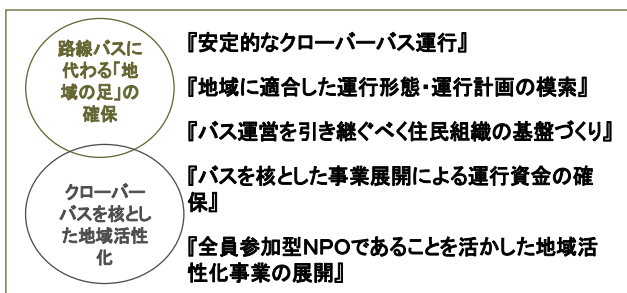 路線バスに
代わる「地
域の足」の
確保
クローバー
バスを核とし
た地域活性
化
『安定的なクローバーバス運行』
『地域に適合した運行形態・運行計画の模索』
『バス運営を引き継ぐべく住民組織の基盤づくり』
『バスを核とした事業展開による運行資金の確
保』
『全員参加型NPOであることを活かした地域活
性化事業の展開』